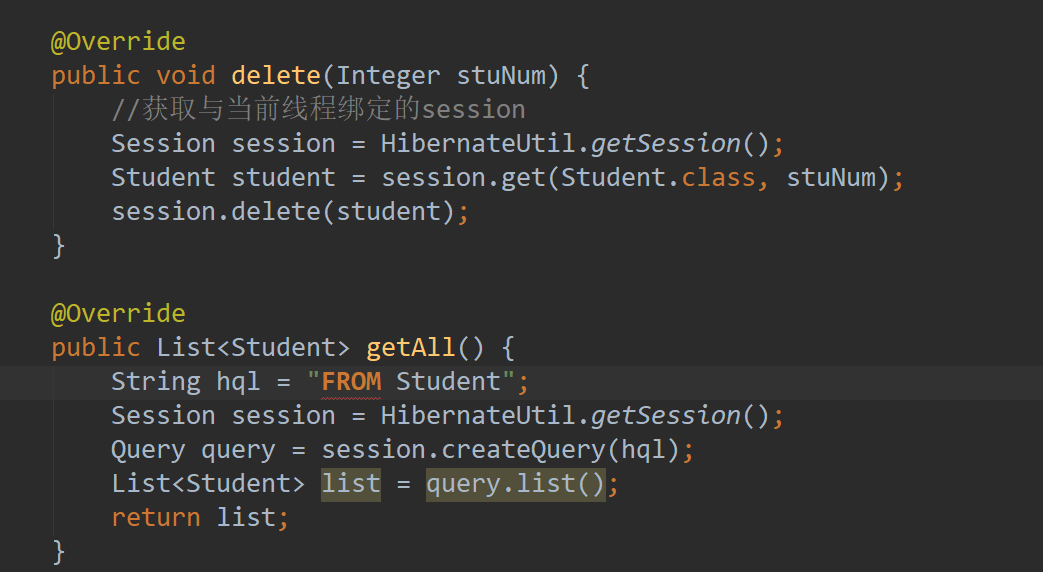 @Override
public void delete(Integer stuNum) {
//获取与当前线程绑定的session
Session session = HibernateUtil.getSession();
Student student = session.get(Student.class, stuNum);
session.delete(student);
}
@Override
public List<Student> getAll() {
String hql = "FROM Student";
Session session = HibernateUtil.getSession();
Query query = session.createQuery(hql);
List<Student> list = query.list();
return list;
}